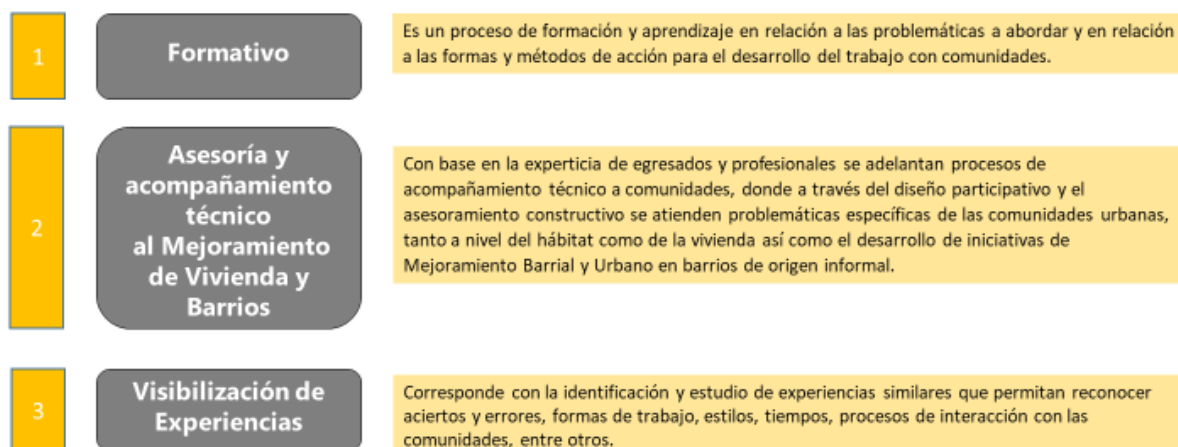 1
Formativo
Es un proceso de formación y aprendizaje en relación a las problemáticas a abordar y en relación
a las formas y métodos de acción para el desarrollo del trabajo con comunidades.
2
Asesoría y
acompañamiento
técnico
al Mejoramiento
de Vivienda y
Barrios
Con base en la experticia de egresados y profesionales se adelantan procesos de
acompañamiento técnico a comunidades, donde a través del diseño participativo y el
asesoramiento constructivo se atienden problemáticas específicas de las comunidades urbanas,
tanto a nivel del hábitat como de la vivienda así como el desarrollo de iniciativas de
Mejoramiento Barrial y Urbano en barrios de origen informal.
3
Visibilización de
Experiencias
Corresponde con la identificación y estudio de experiencias similares que permitan reconocer
aciertos y errores, formas de trabajo, estilos, tiempos, procesos de interacción con las
comunidades, entre otros.